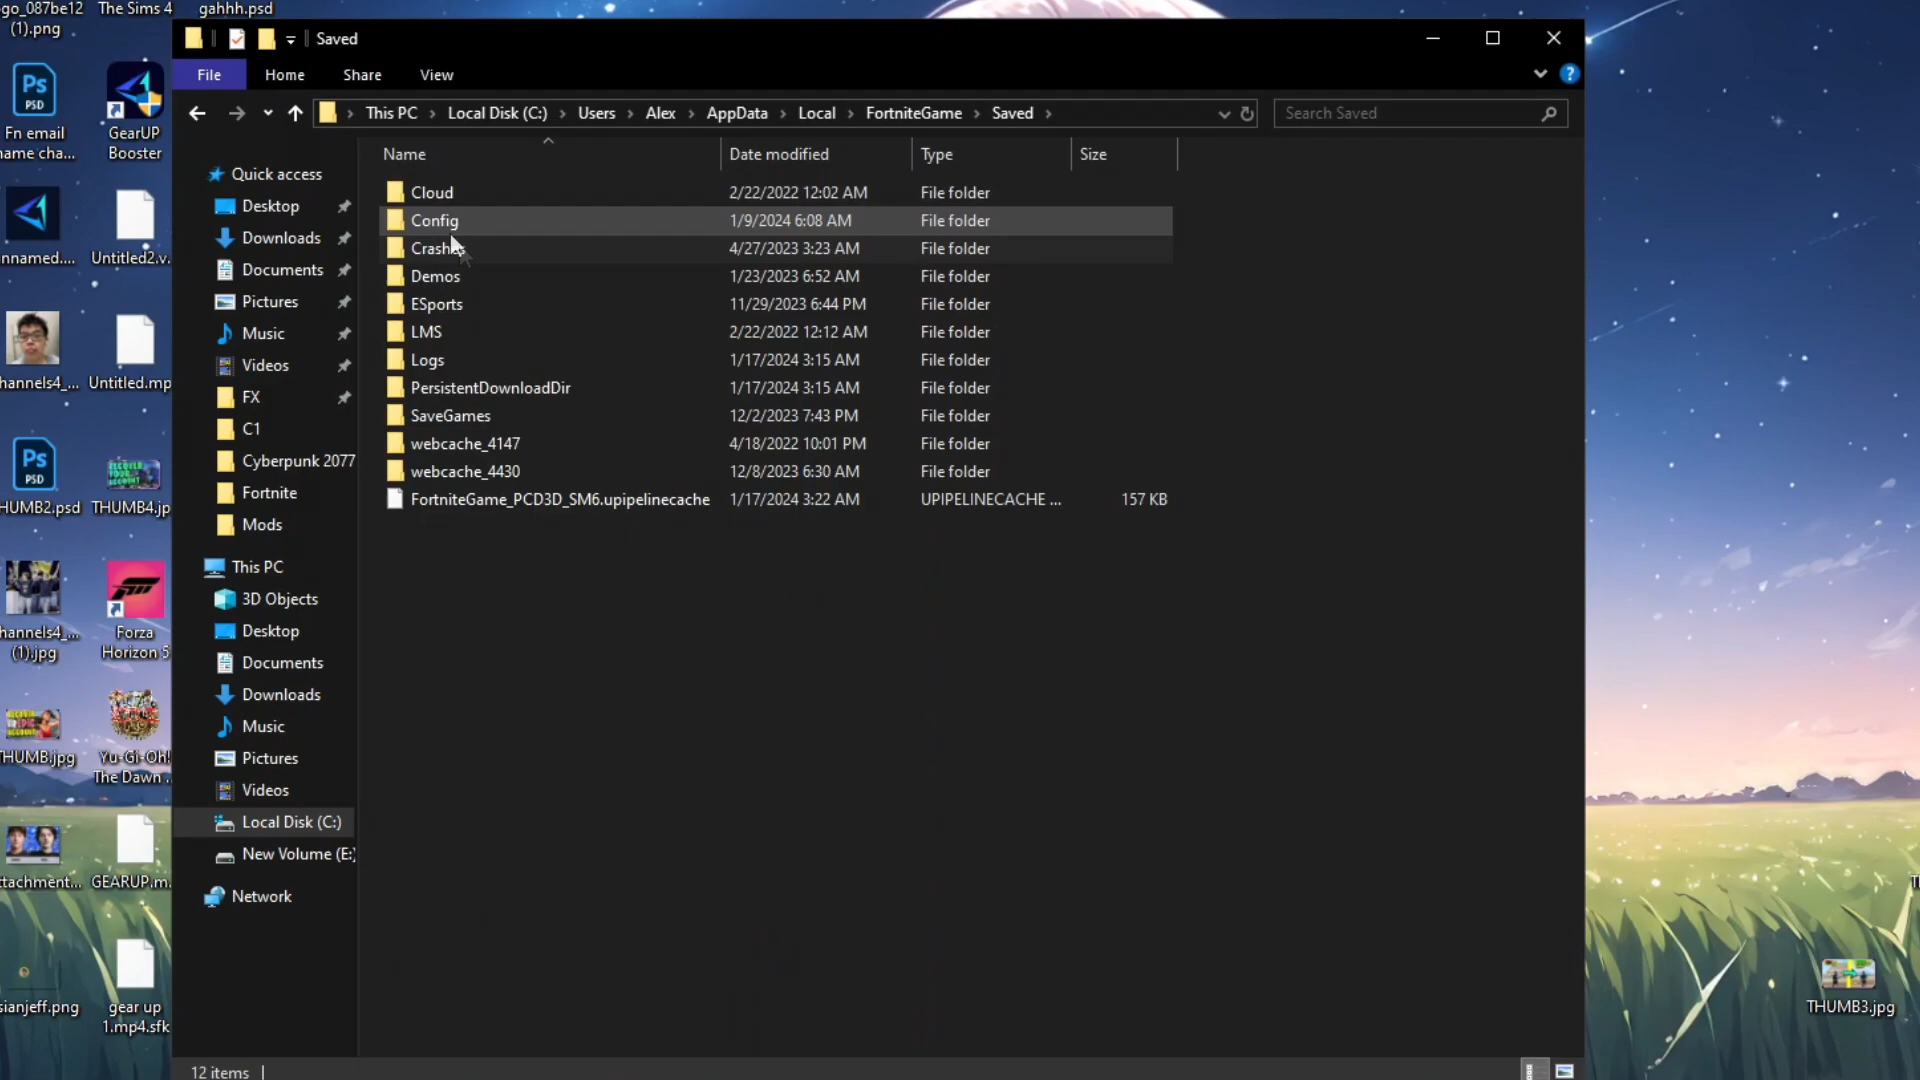 go_087be12
(1).png
The Sims 4
gahhh.psd
Saved
File
Home
Share
View
This PC
Local Disk (C:)
Users
Alex
AppData
Local
FortniteGame
Saved
Search Saved
Name
Date modified
Type
Size
Cloud 2/22/2022 12:02 AM File folder
Config 1/9/2024 6:08 AM File folder
Crashes 4/27/2023 3:23 AM File folder
Demos 1/23/2023 6:52 AM File folder
ESports 11/29/2023 6:44 PM File folder
LMS 2/22/2022 12:12 AM File folder
Logs 1/17/2024 3:15 AM File folder
PersistentDownloadDir 1/17/2024 3:15 AM File folder
SaveGames 12/2/2023 7:43 PM File folder
webcache_4147 4/18/2022 10:01 PM File folder
webcache_4430 12/8/2023 6:30 AM File folder
FortniteGame_PCD3D_SM6.upipelinecache 1/17/2024 3:22 AM UPIPELINECACHE ... 157 KB
Quick access
Desktop
Downloads
Documents
Pictures
Music
Videos
FX
C1
Cyberpunk 2077
Fortnite
Mods
This PC
3D Objects
Desktop
Documents
Downloads
Music
Pictures
Videos
Local Disk (C:)
New Volume (E:)
Network
12 items
Ps
PSD
Fn email
name cha...
GearUP
Booster
nnamed....
Untitled2.v.
hannels4_...
Untitled.mp
Ps
PSD
HUMB2.psd
THUMB4.jp
hannels4_...
(1).jpg
Forza
Horizon 5
THUMB.jpg
Yu-Gi-Oh!
The Dawn ...
ttachment...
GEARUP.m.
sianjeff.png
gear up
1.mp4.sfk
THUMB3.jpg